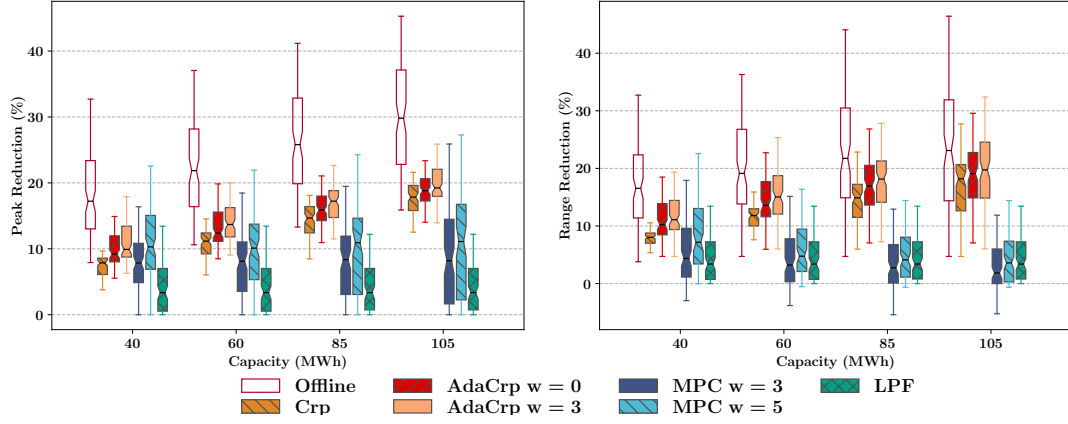 Peak Reduction (%)
40
30
20
10
0
40 60 85 105
Capacity (MWh)
Range Reduction (%)
40
30
20
10
0
40 60 85 105
Capacity (MWh)
Offline AdaCrp w = 0 MPC w = 3 LPF
Crp AdaCrp w = 3 MPC w = 5